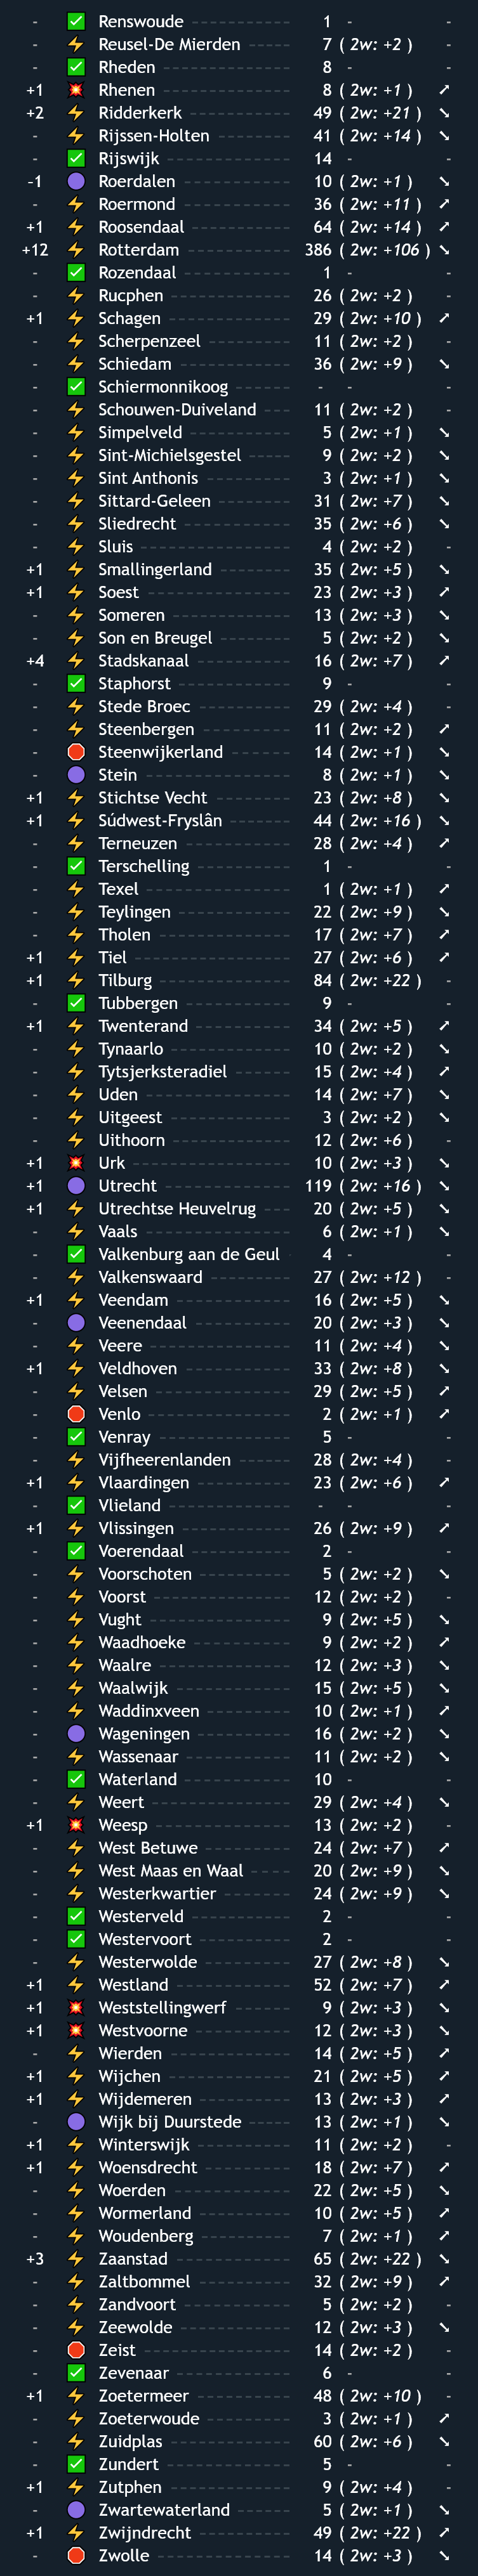 - ✅ Renswoude 1 - -
- ⚡ Reusel-De Mierden 7 ( 2w: +2 ) -
- ✅ Rheden 8 - -
+1 💥 Rhenen 8 ( 2w: +1 ) ↗
+2 ⚡ Ridderkerk 49 ( 2w: +21 ) ↘
- ⚡ Rijssen-Holten 41 ( 2w: +14 ) ↘
- ✅ Rijswijk 14 - -
-1 🟣 Roerdalen 10 ( 2w: +1 ) ↘
- ⚡ Roermond 36 ( 2w: +11 ) ↗
+1 ⚡ Roosendaal 64 ( 2w: +14 ) ↗
+12 ⚡ Rotterdam 386 ( 2w: +106 ) ↘
- ✅ Rozendaal 1 - -
- ⚡ Rucphen 26 ( 2w: +2 ) -
+1 ⚡ Schagen 29 ( 2w: +10 ) ↗
- ⚡ Scherpenzeel 11 ( 2w: +2 ) -
- ⚡ Schiedam 36 ( 2w: +9 ) ↘
- ✅ Schiermonnikoog - - -
- ⚡ Schouwen-Duiveland 11 ( 2w: +2 ) -
- ⚡ Simpelveld 5 ( 2w: +1 ) ↘
- ⚡ Sint-Michielsgestel 9 ( 2w: +2 ) ↘
- ⚡ Sint Anthonis 3 ( 2w: +1 ) ↘
- ⚡ Sittard-Geleen 31 ( 2w: +7 ) ↘
- ⚡ Sliedrecht 35 ( 2w: +6 ) ↘
- ⚡ Sluis 4 ( 2w: +2 ) -
+1 ⚡ Smallingerland 35 ( 2w: +5 ) ↘
+1 ⚡ Soest 23 ( 2w: +3 ) ↗
- ⚡ Someren 13 ( 2w: +3 ) ↘
- ⚡ Son en Breugel 5 ( 2w: +2 ) ↘
+4 ⚡ Stadskanaal 16 ( 2w: +7 ) ↗
- ✅ Staphorst 9 - -
- ⚡ Stede Broec 29 ( 2w: +4 ) -
- ⚡ Steenbergen 11 ( 2w: +2 ) ↗
- 🛑 Steenwijkerland 14 ( 2w: +1 ) ↘
- 🟣 Stein 8 ( 2w: +1 ) ↘
+1 ⚡ Stichtse Vecht 23 ( 2w: +8 ) ↘
+1 ⚡ Súdwest-Fryslân 44 ( 2w: +16 ) ↘
- ⚡ Terneuzen 28 ( 2w: +4 ) ↗
- ✅ Terschelling 1 - -
- ⚡ Texel 1 ( 2w: +1 ) ↗
- ⚡ Teylingen 22 ( 2w: +9 ) ↘
- ⚡ Tholen 17 ( 2w: +7 ) ↗
+1 ⚡ Tiel 27 ( 2w: +6 ) ↗
+1 ⚡ Tilburg 84 ( 2w: +22 ) -
- ✅ Tubbergen 9 - -
+1 ⚡ Twenterand 34 ( 2w: +5 ) ↗
- ⚡ Tynaarlo 10 ( 2w: +2 ) ↘
- ⚡ Tytsjerksteradiel 15 ( 2w: +4 ) ↗
- ⚡ Uden 14 ( 2w: +7 ) ↘
- ⚡ Uitgeest 3 ( 2w: +2 ) ↘
- ⚡ Uithoorn 12 ( 2w: +6 ) -
+1 💥 Urk 10 ( 2w: +3 ) ↘
+1 🟣 Utrecht 119 ( 2w: +16 ) ↘
+1 ⚡ Utrechtse Heuvelrug 20 ( 2w: +5 ) ↘
- ⚡ Vaals 6 ( 2w: +1 ) ↘
- ✅ Valkenburg aan de Geul 4 - -
- ⚡ Valkenswaard 27 ( 2w: +12 ) -
+1 ⚡ Veendam 16 ( 2w: +5 ) ↘
- 🟣 Veenendaal 20 ( 2w: +3 ) ↘
- ⚡ Veere 11 ( 2w: +4 ) ↘
+1 ⚡ Veldhoven 33 ( 2w: +8 ) ↘
- ⚡ Velsen 29 ( 2w: +5 ) ↗
- 🛑 Venlo 2 ( 2w: +1 ) ↗
- ✅ Venray 5 - -
- ⚡ Vijfheerenlanden 28 ( 2w: +4 ) -
+1 ⚡ Vlaardingen 23 ( 2w: +6 ) ↗
- ✅ Vlieland - - -
+1 ⚡ Vlissingen 26 ( 2w: +9 ) ↗
- ✅ Voerendaal 2 - -
- ⚡ Voorschoten 5 ( 2w: +2 ) ↘
- ⚡ Voorst 12 ( 2w: +2 ) -
- ⚡ Vught 9 ( 2w: +5 ) ↘
- ⚡ Waadhoeke 9 ( 2w: +2 ) ↗
- ⚡ Waalre 12 ( 2w: +3 ) ↘
- ⚡ Waalwijk 15 ( 2w: +5 ) ↘
- ⚡ Waddinxveen 10 ( 2w: +1 ) ↗
- 🟣 Wageningen 16 ( 2w: +2 ) ↘
- ⚡ Wassenaar 11 ( 2w: +2 ) ↘
- ✅ Waterland 10 - -
- ⚡ Weert 29 ( 2w: +4 ) ↘
+1 💥 Weesp 13 ( 2w: +2 ) -
- ⚡ West Betuwe 24 ( 2w: +7 ) ↗
- ⚡ West Maas en Waal 20 ( 2w: +9 ) ↘
- ⚡ Westerkwartier 24 ( 2w: +9 ) ↘
- ✅ Westerveld 2 - -
- ✅ Westervoort 2 - -
- ⚡ Westerwolde 27 ( 2w: +8 ) ↘
+1 ⚡ Westland 52 ( 2w: +7 ) ↗
+1 💥 Weststellingwerf 9 ( 2w: +3 ) ↘
+1 💥 Westvoorne 12 ( 2w: +3 ) ↘
- ⚡ Wierden 14 ( 2w: +5 ) ↗
+1 ⚡ Wijchen 21 ( 2w: +5 ) ↗
+1 ⚡ Wijdemeren 13 ( 2w: +3 ) ↗
- 🟣 Wijk bij Duurstede 13 ( 2w: +1 ) ↘
+1 ⚡ Winterswijk 11 ( 2w: +2 ) -
+1 ⚡ Woensdrecht 18 ( 2w: +7 ) ↗
- ⚡ Woerden 22 ( 2w: +5 ) ↘
- ⚡ Wormerland 10 ( 2w: +5 ) ↗
- ⚡ Woudenberg 7 ( 2w: +1 ) ↗
+3 ⚡ Zaanstad 65 ( 2w: +22 ) ↘
- ⚡ Zaltbommel 32 ( 2w: +9 ) ↗
- ⚡ Zandvoort 5 ( 2w: +2 ) -
- ⚡ Zeewolde 12 ( 2w: +3 ) ↘
- 🛑 Zeist 14 ( 2w: +2 ) -
- ✅ Zevenaar 6 - -
+1 ⚡ Zoetermeer 48 ( 2w: +10 ) -
- ⚡ Zoeterwoude 3 ( 2w: +1 ) ↗
- ⚡ Zuidplas 60 ( 2w: +6 ) ↘
- ✅ Zundert 5 - -
+1 ⚡ Zutphen 9 ( 2w: +4 ) -
- 🟣 Zwartewaterland 5 ( 2w: +1 ) ↘
+1 ⚡ Zwijndrecht 49 ( 2w: +22 ) ↗
- 🛑 Zwolle 14 ( 2w: +3 ) ↘